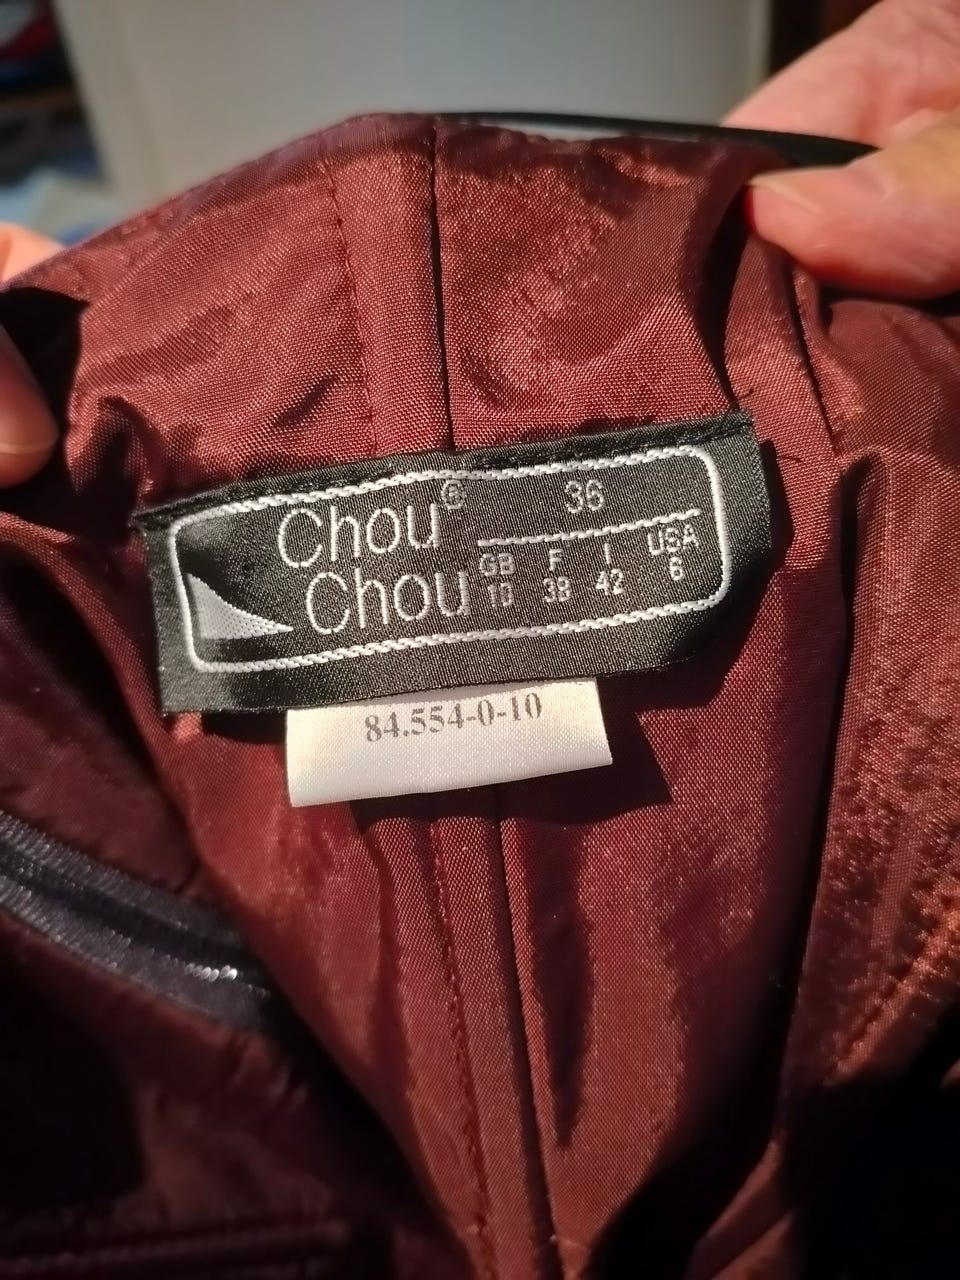 Chou® 36
Chou
GB F I USA
10 38 42 6
84.554-0-10